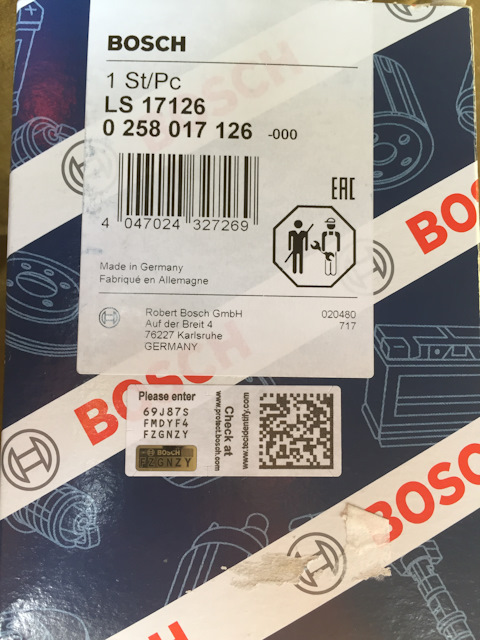 BOSCH
1 St/Pc
LS 17126
0 258 017 126 -000
4 047024 327269
EAC
Made in Germany
Fabriqué en Allemagne
Robert Bosch GmbH
Auf der Breit 4
76227 Karlsruhe
GERMANY
020480
717
BOSCH
BOSCH
BOSCH
Please enter
69J87S
FMDYF4
FZGNZY
BOSCH
FZGNZY
Check at
www.protect.bosch.com
www.tecidentify.com
BOSCH
BOSCH